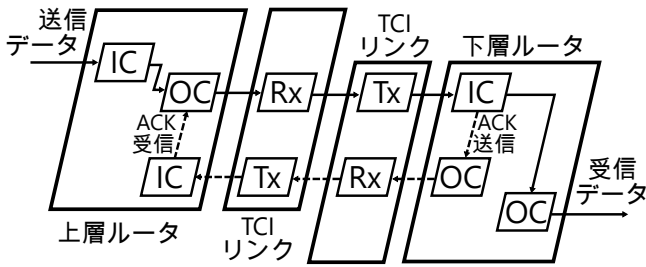 送信
データ
IC
OC
ACK
受信
IC
上層ルータ
Rx
Tx
TCI
リンク
TCI
リンク
Tx
Rx
下層ルータ
IC
ACK
送信
OC
OC
受信
データ